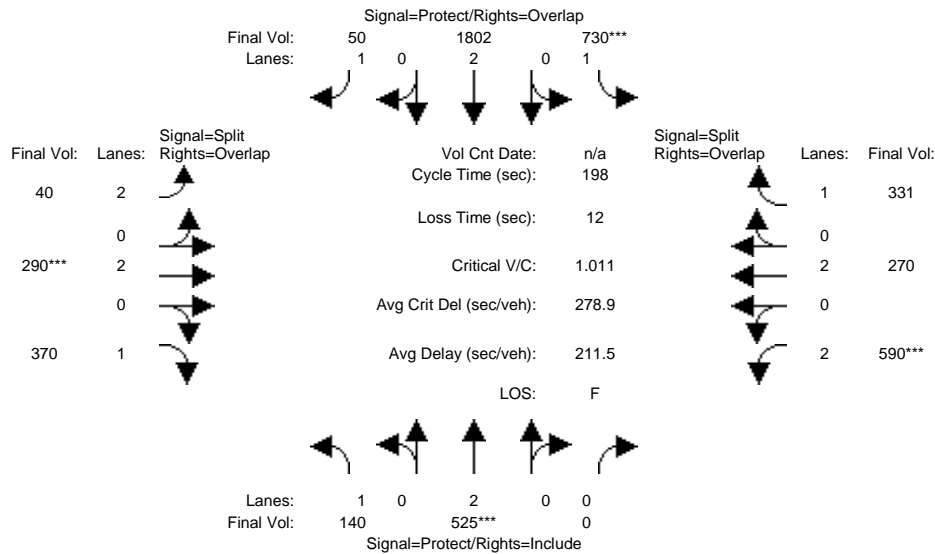 Signal=Protect/Rights=Overlap
Final Vol: 50 1802 730***
Lanes: 1 0 2 0 1
Signal=Split
Final Vol: Lanes: Rights=Overlap
Vol Cnt Date: n/a
Signal=Split
Rights=Overlap Lanes: Final Vol:
Cycle Time (sec): 198
40 2
1 331
Loss Time (sec): 12
0
0
290*** 2
Critical V/C: 1.011
2 270
0
Avg Crit Del (sec/veh): 278.9
0
370 1
Avg Delay (sec/veh): 211.5
2 590***
LOS: F
Lanes: 1 0 2 0 0
Final Vol: 140 525*** 0
Signal=Protect/Rights=Include